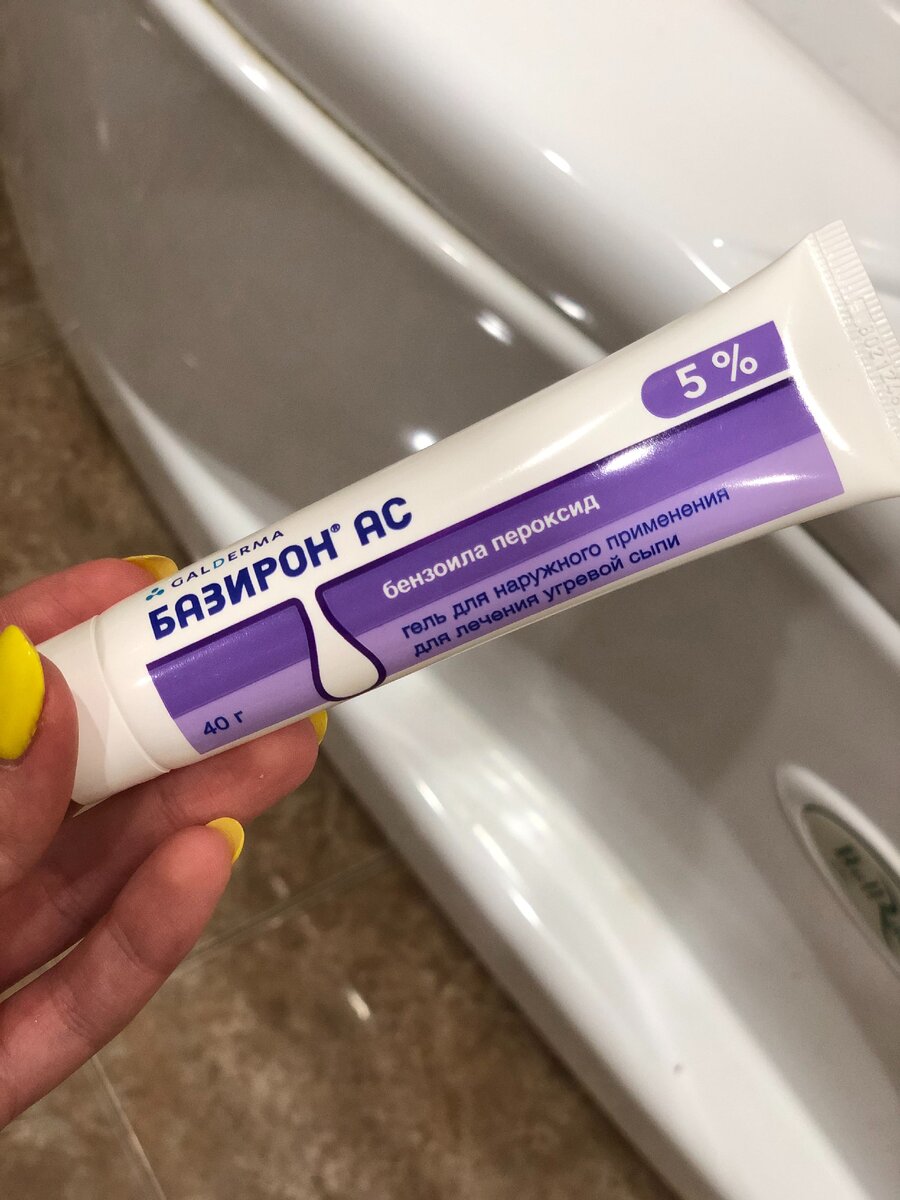 GALDERMA
БАЗИРОН® АС
5 %
бензоила пероксид
гель для наружного применения
для лечения угревой сыпи
40 г